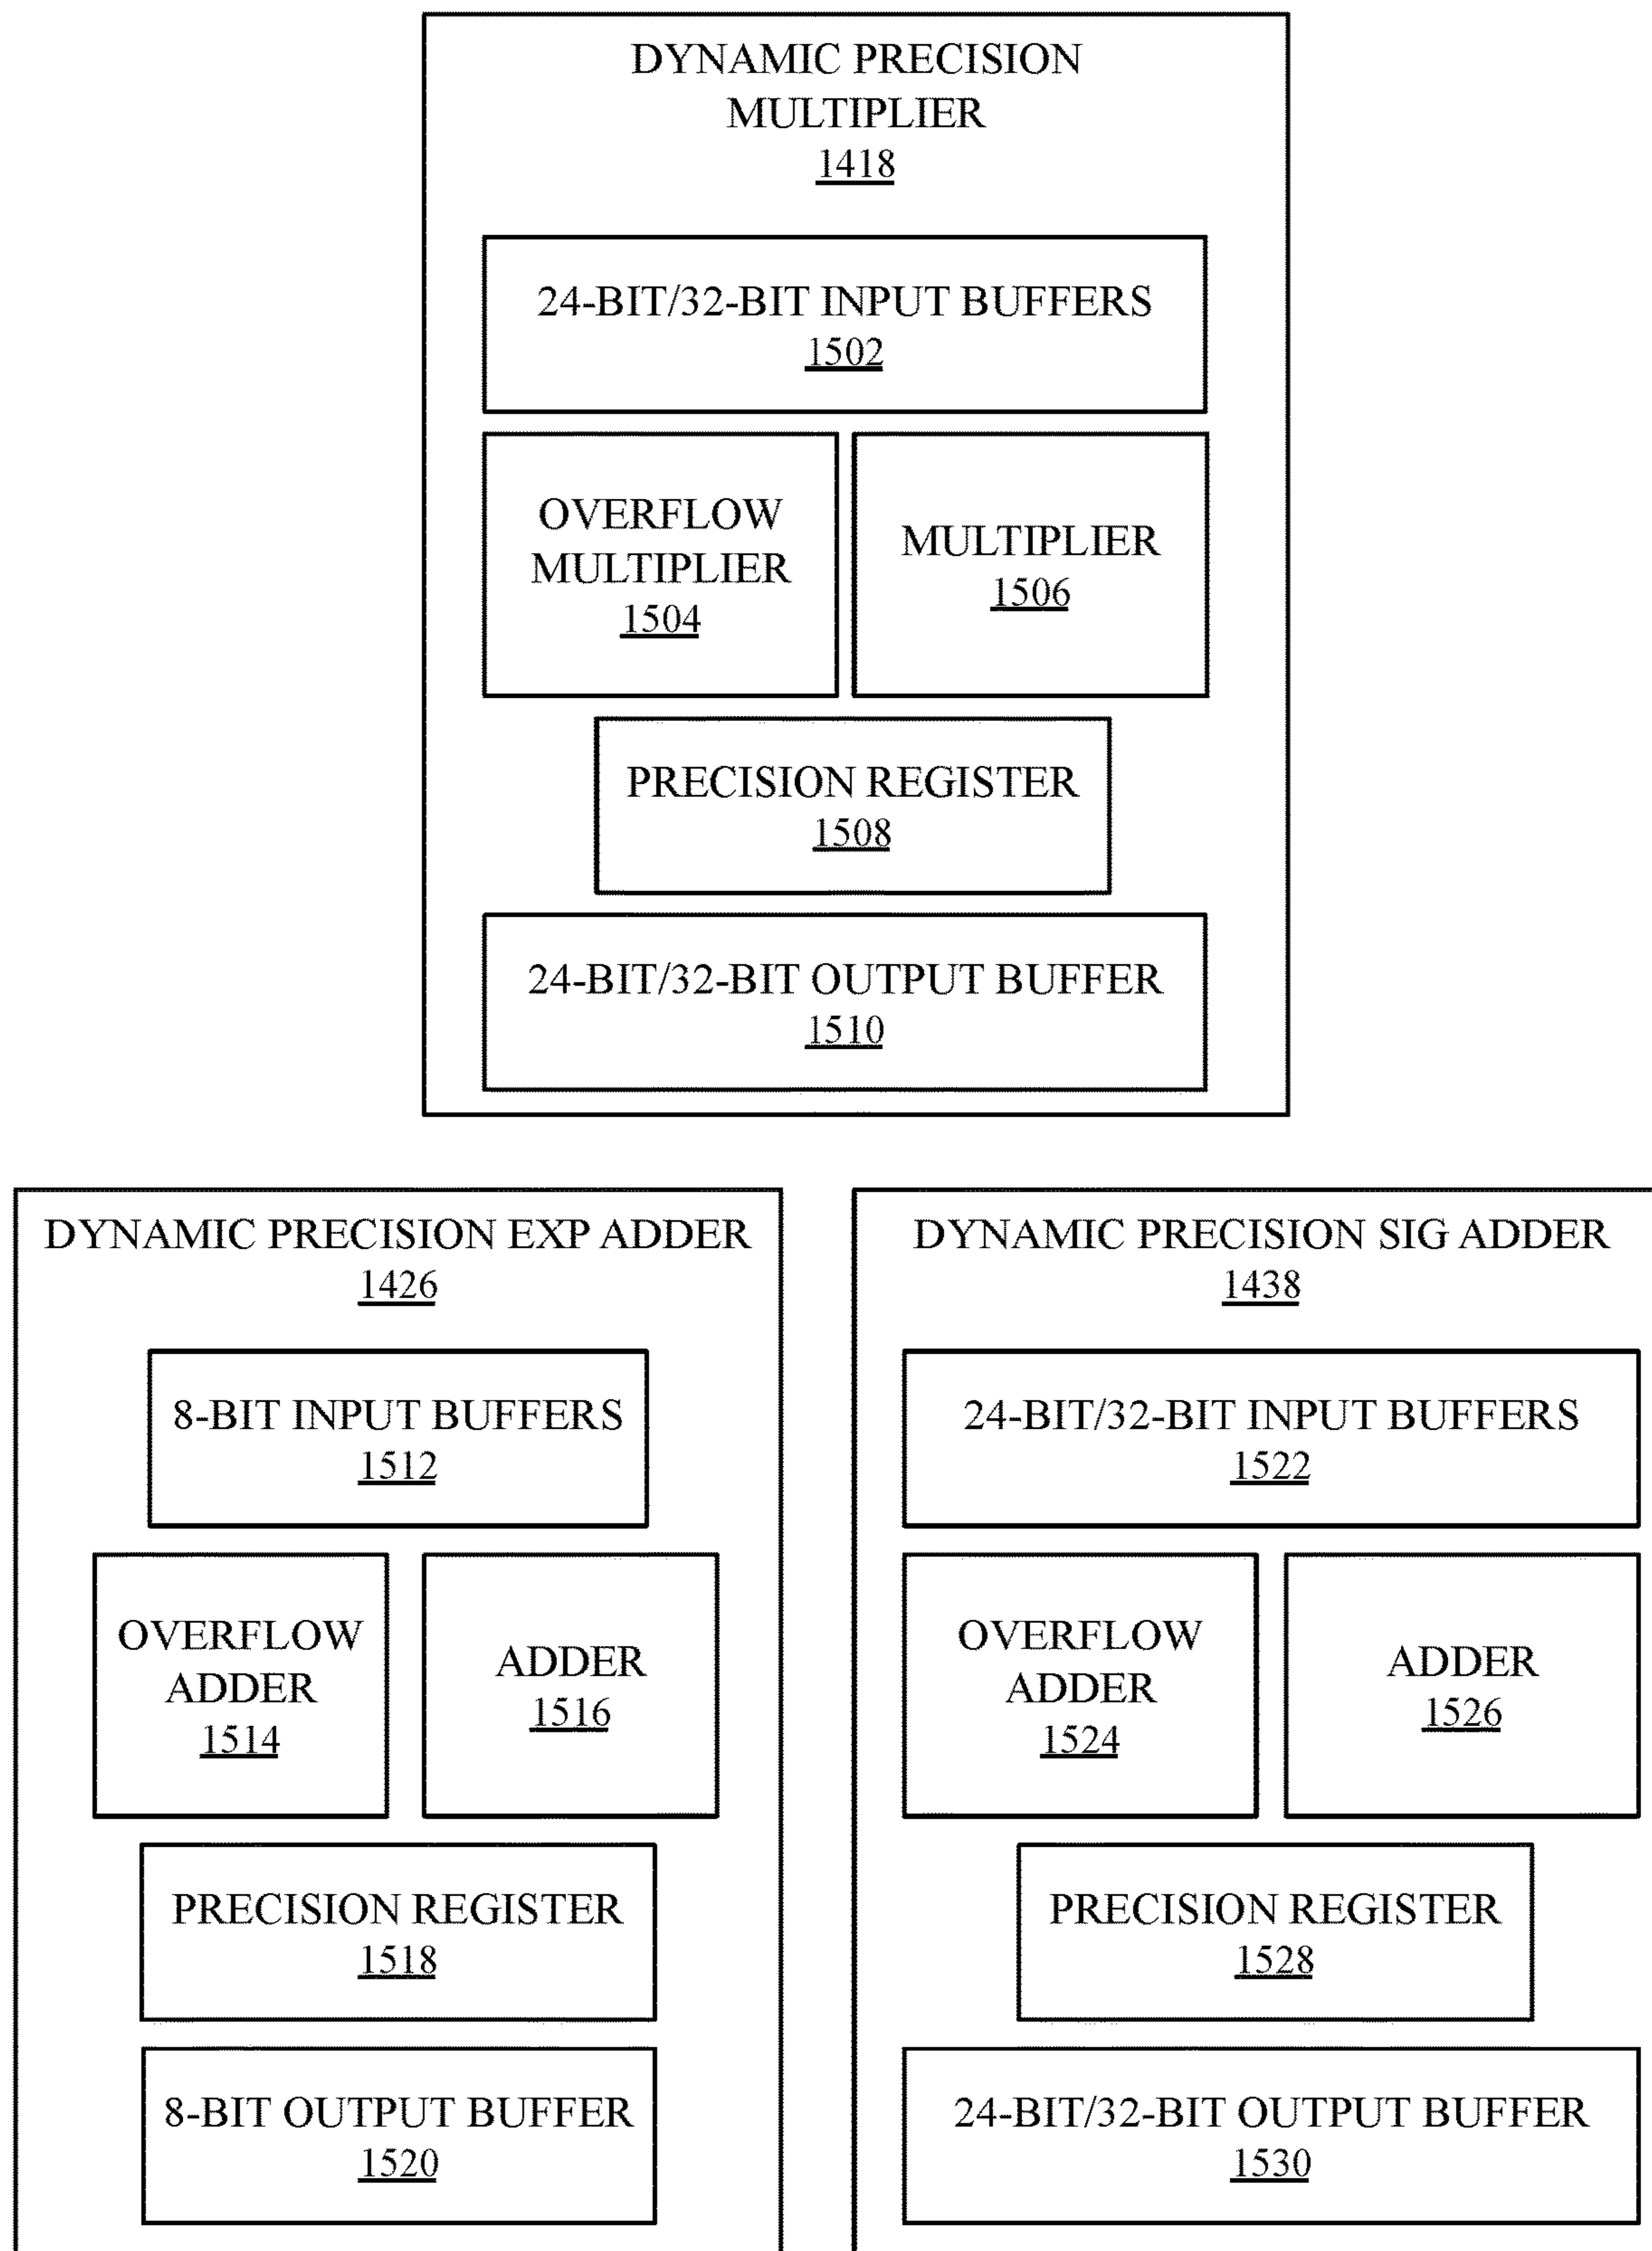 DYNAMIC PRECISION
MULTIPLIER
1418
24-BIT/32-BIT INPUT BUFFERS
1502
OVERFLOW
MULTIPLIER
1504
MULTIPLIER
1506
PRECISION REGISTER
1508
24-BIT/32-BIT OUTPUT BUFFER
1510
DYNAMIC PRECISION EXP ADDER
1426
8-BIT INPUT BUFFERS
1512
OVERFLOW
ADDER
1514
ADDER
1516
PRECISION REGISTER
1518
8-BIT OUTPUT BUFFER
1520
DYNAMIC PRECISION SIG ADDER
1438
24-BIT/32-BIT INPUT BUFFERS
1522
OVERFLOW
ADDER
1524
ADDER
1526
PRECISION REGISTER
1528
24-BIT/32-BIT OUTPUT BUFFER
1530